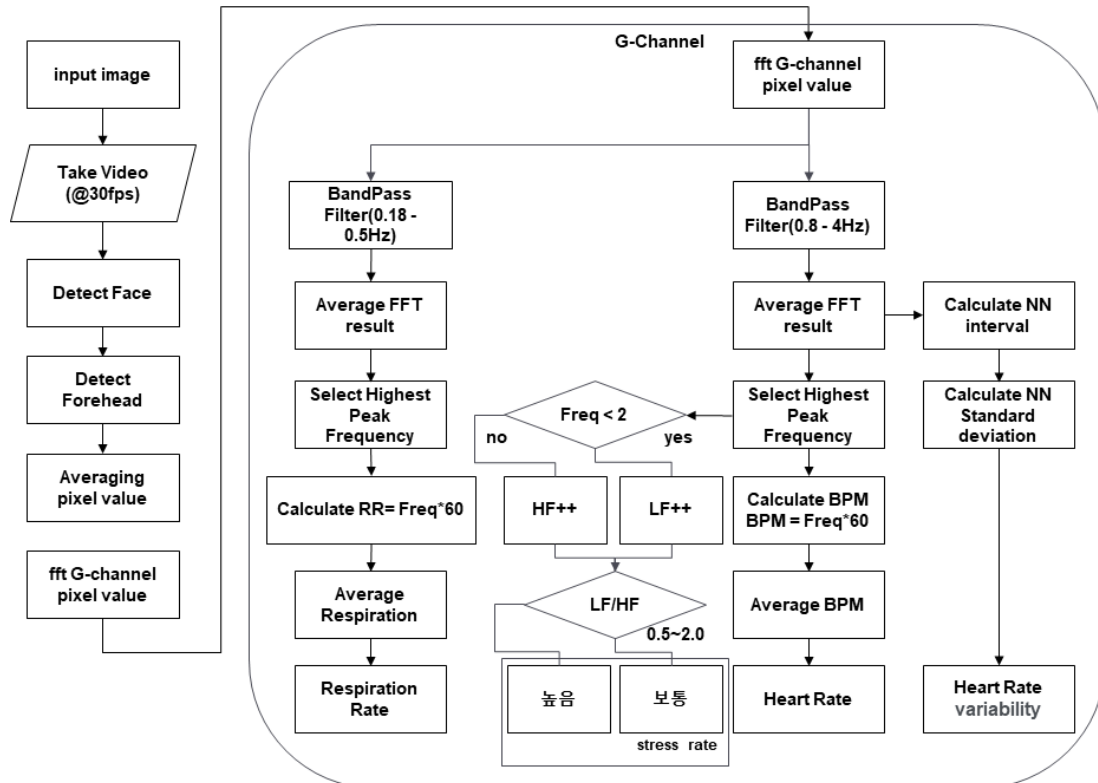 input image
Take Video
(@30fps)
Detect Face
Detect
Forehead
Averaging
pixel value
fft G-channel
pixel value
G-Channel
fft G-channel
pixel value
BandPass
Filter(0.18 -
0.5Hz)
Average FFT
result
Select Highest
Peak
Frequency
Calculate RR= Freq*60
Average
Respiration
Respiration
Rate
BandPass
Filter(0.8 - 4Hz)
Average FFT
result
Select Highest
Peak
Frequency
Calculate BPM
BPM = Freq*60
Average BPM
Heart Rate
Freq < 2
no
yes
HF++
LF++
LF/HF
0.5~2.0
높음
보통
stress rate
Calculate NN
interval
Calculate NN
Standard
deviation
Heart Rate
variability